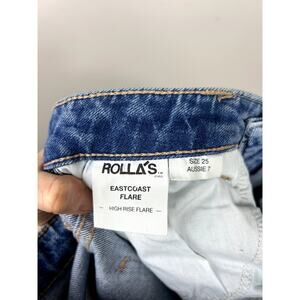 ROLLA'S
EASTCOAST
FLARE
HIGH RISE FLARE
SIZE 25
AUSSIE 7